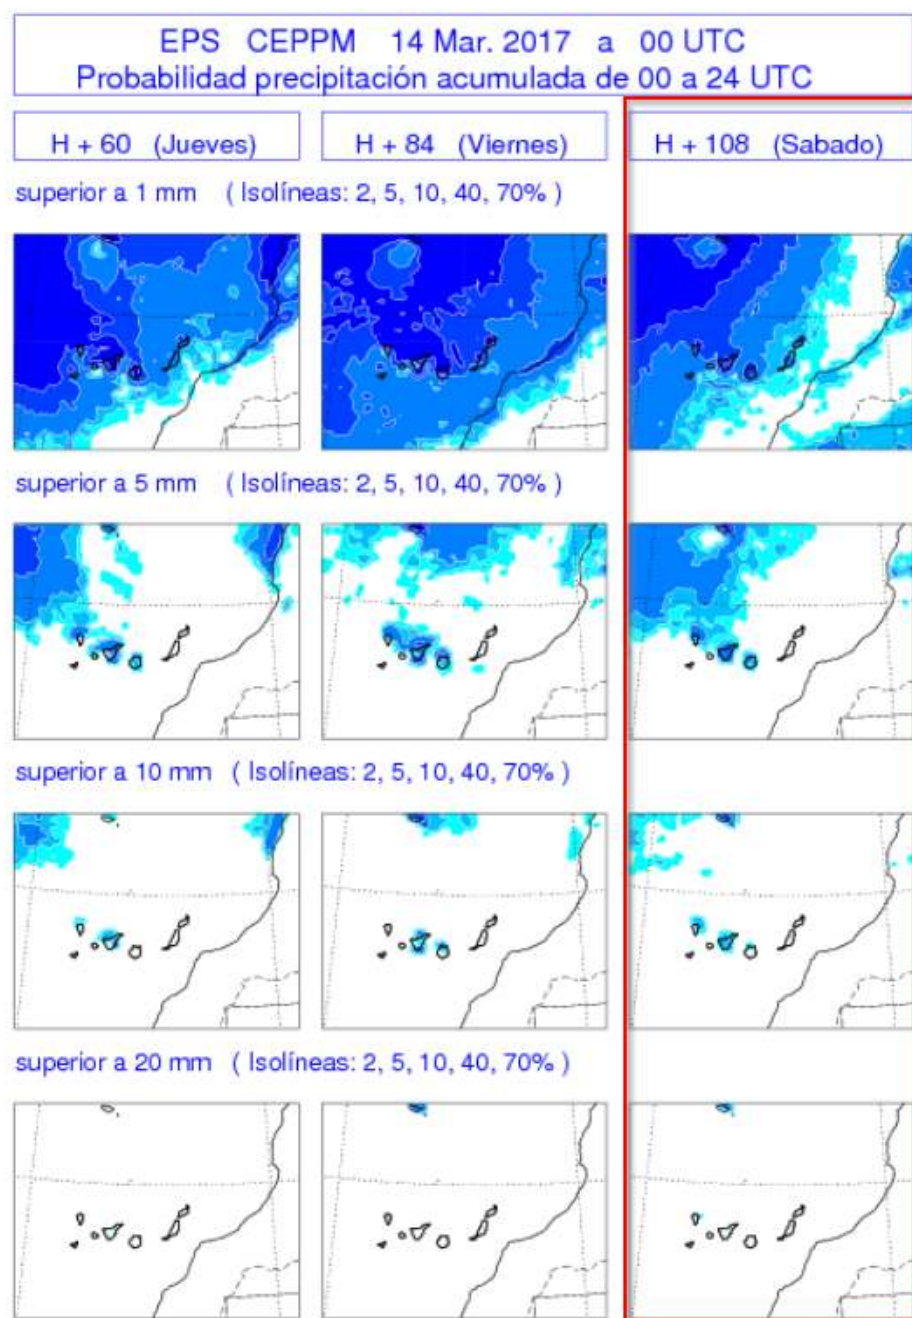 EPS CEPPM 14 Mar. 2017 a 00 UTC
Probabilidad precipitación acumulada de 00 a 24 UTC
H + 60 (Jueves)
H + 84 (Viernes)
H + 108 (Sabado)
superior a 1 mm ( Isolíneas: 2, 5, 10, 40, 70% )
superior a 5 mm ( Isolíneas: 2, 5, 10, 40, 70% )
superior a 10 mm ( Isolíneas: 2, 5, 10, 40, 70% )
superior a 20 mm ( Isolíneas: 2, 5, 10, 40, 70% )